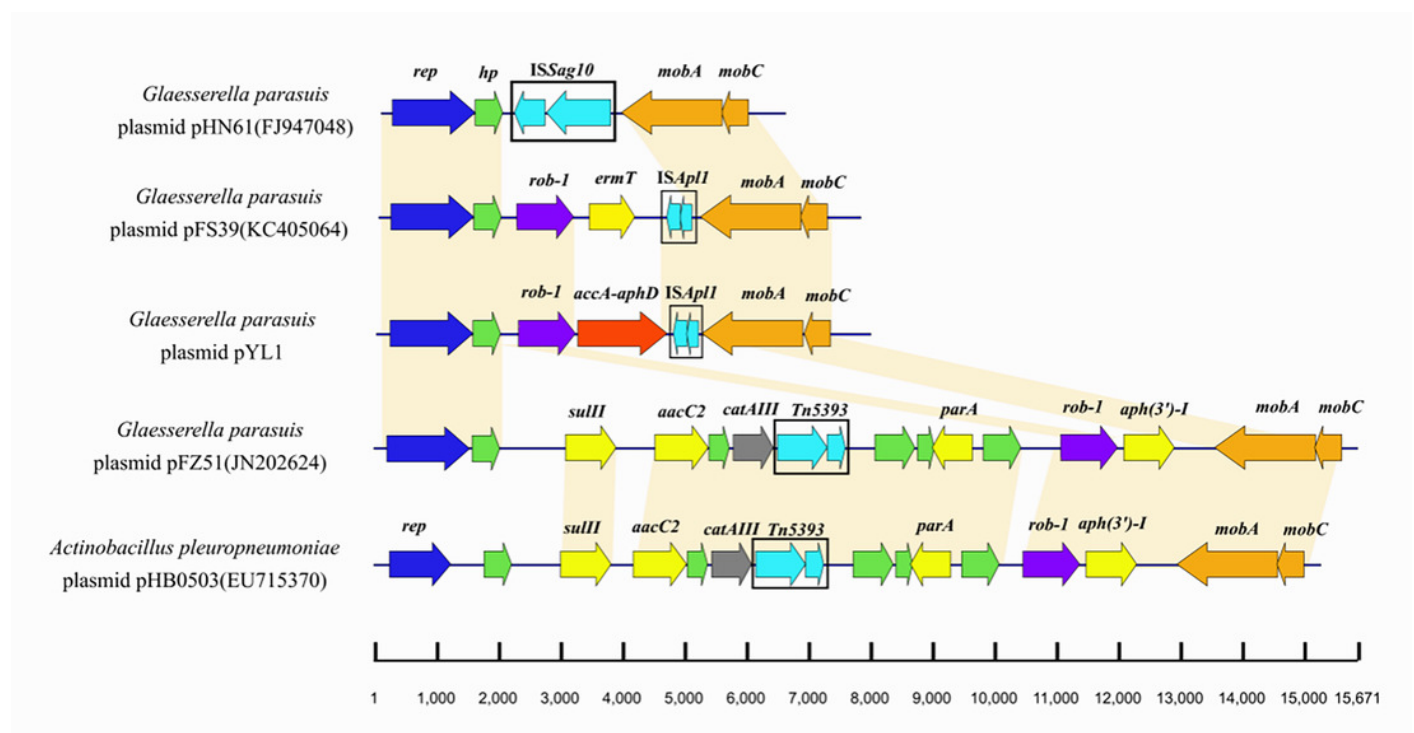 rep hp ISSag10 mobA mobC
Glaesserella parasuis
plasmid pHN61(FJ947048)
rob-1 ermT ISApl1 mobA mobC
Glaesserella parasuis
plasmid pFS39(KC405064)
rob-1 accA-aphD ISApl1 mobA mobC
Glaesserella parasuis
plasmid pYL1
sulII aacC2 catAIII Tn5393 parA rob-1 aph(3')-I mobA mobC
Glaesserella parasuis
plasmid pFZ51(JN202624)
rep sulII aacC2 catAIII Tn5393 parA rob-1 aph(3')-I mobA mobC
Actinobacillus pleuropneumoniae
plasmid pHB0503(EU715370)
1 1,000 2,000 3,000 4,000 5,000 6,000 7,000 8,000 9,000 10,000 11,000 12,000 13,000 14,000 15,000 15,671